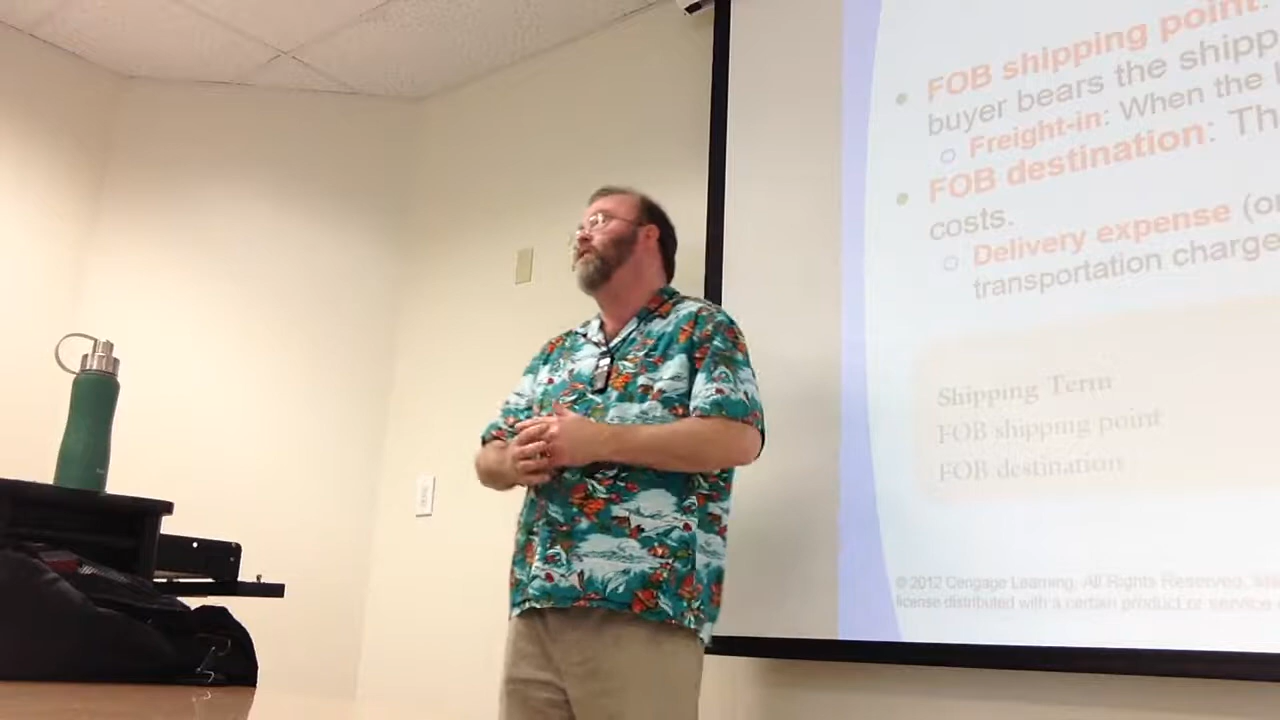 FOB shipping point:
buyer bears the shipp
Freight-in: When the
FOB destination: Th
costs.
Delivery expense (or
transportation charge
Shipping Term
FOB shipping point
FOB destination
© 2012 Cengage Learning. All Rights Reserved.
license distributed with a certain product or service